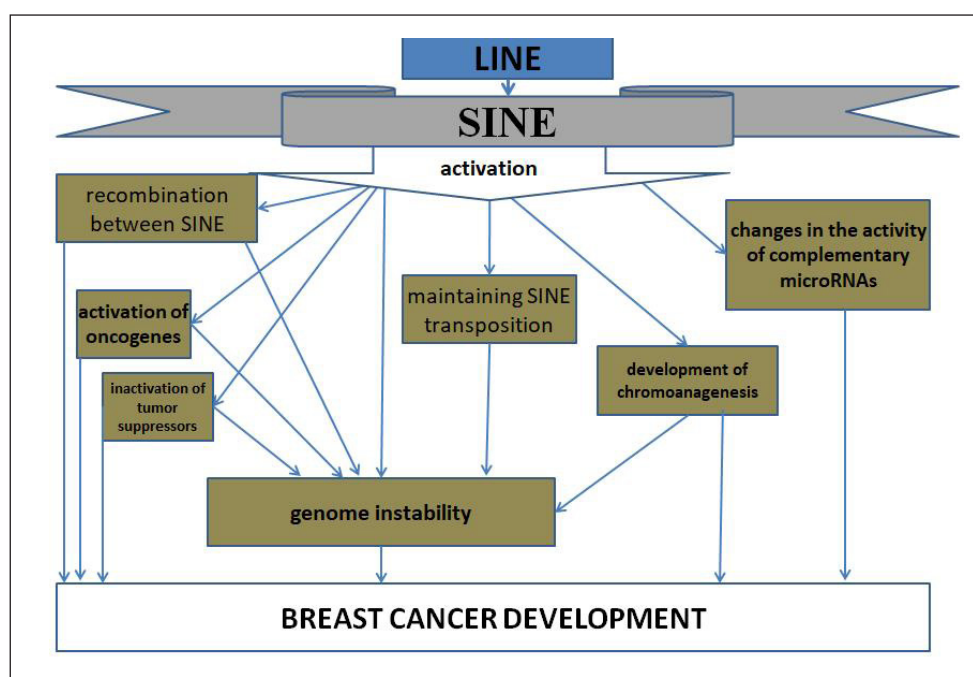 LINE
SINE
activation
recombination
between SINE
changes in the activity
of complementary
microRNAs
activation of
oncogenes
maintaining SINE
transposition
development of
chromoanagenesis
inactivation of
tumor
suppressors
genome instability
BREAST CANCER DEVELOPMENT